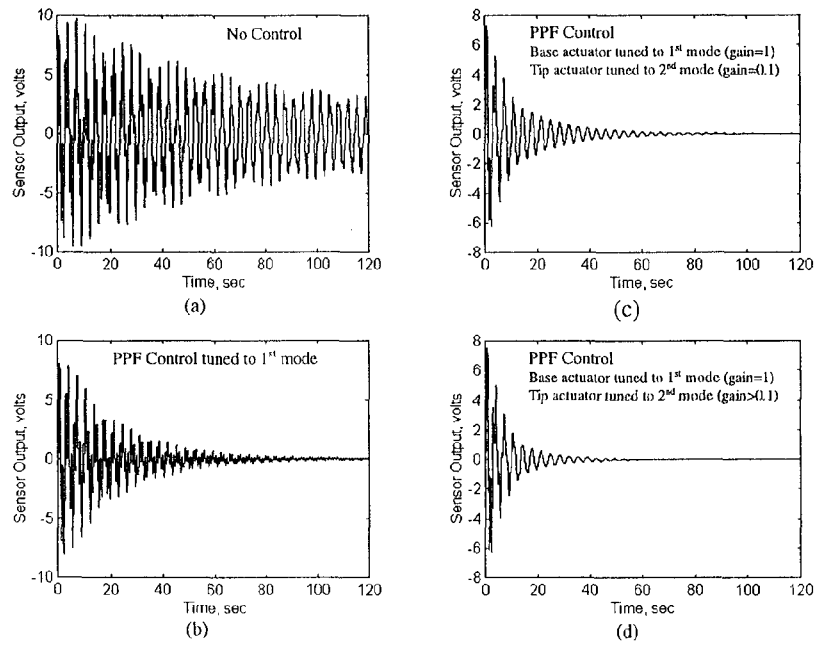 No Control
Sensor Output, volts
10
5
0
-5
-10
0 20 40 60 80 100 120
Time, sec
(a)
PPF Control
Base actuator tuned to 1st mode (gain=1)
Tip actuator tuned to 2nd mode (gain=0.1)
Sensor Output, volts
8
6
4
2
0
-2
-4
-6
-8
0 20 40 60 80 100 120
Time, sec
(c)
PPF Control tuned to 1st mode
Sensor Output, volts
10
5
0
-5
-10
0 20 40 60 80 100 120
Time, sec
(b)
PPF Control
Base actuator tuned to 1st mode (gain=1)
Tip actuator tuned to 2nd mode (gain>0.1)
Sensor Output, volts
8
6
4
2
0
-2
-4
-6
-8
0 20 40 60 80 100 120
Time, sec
(d)